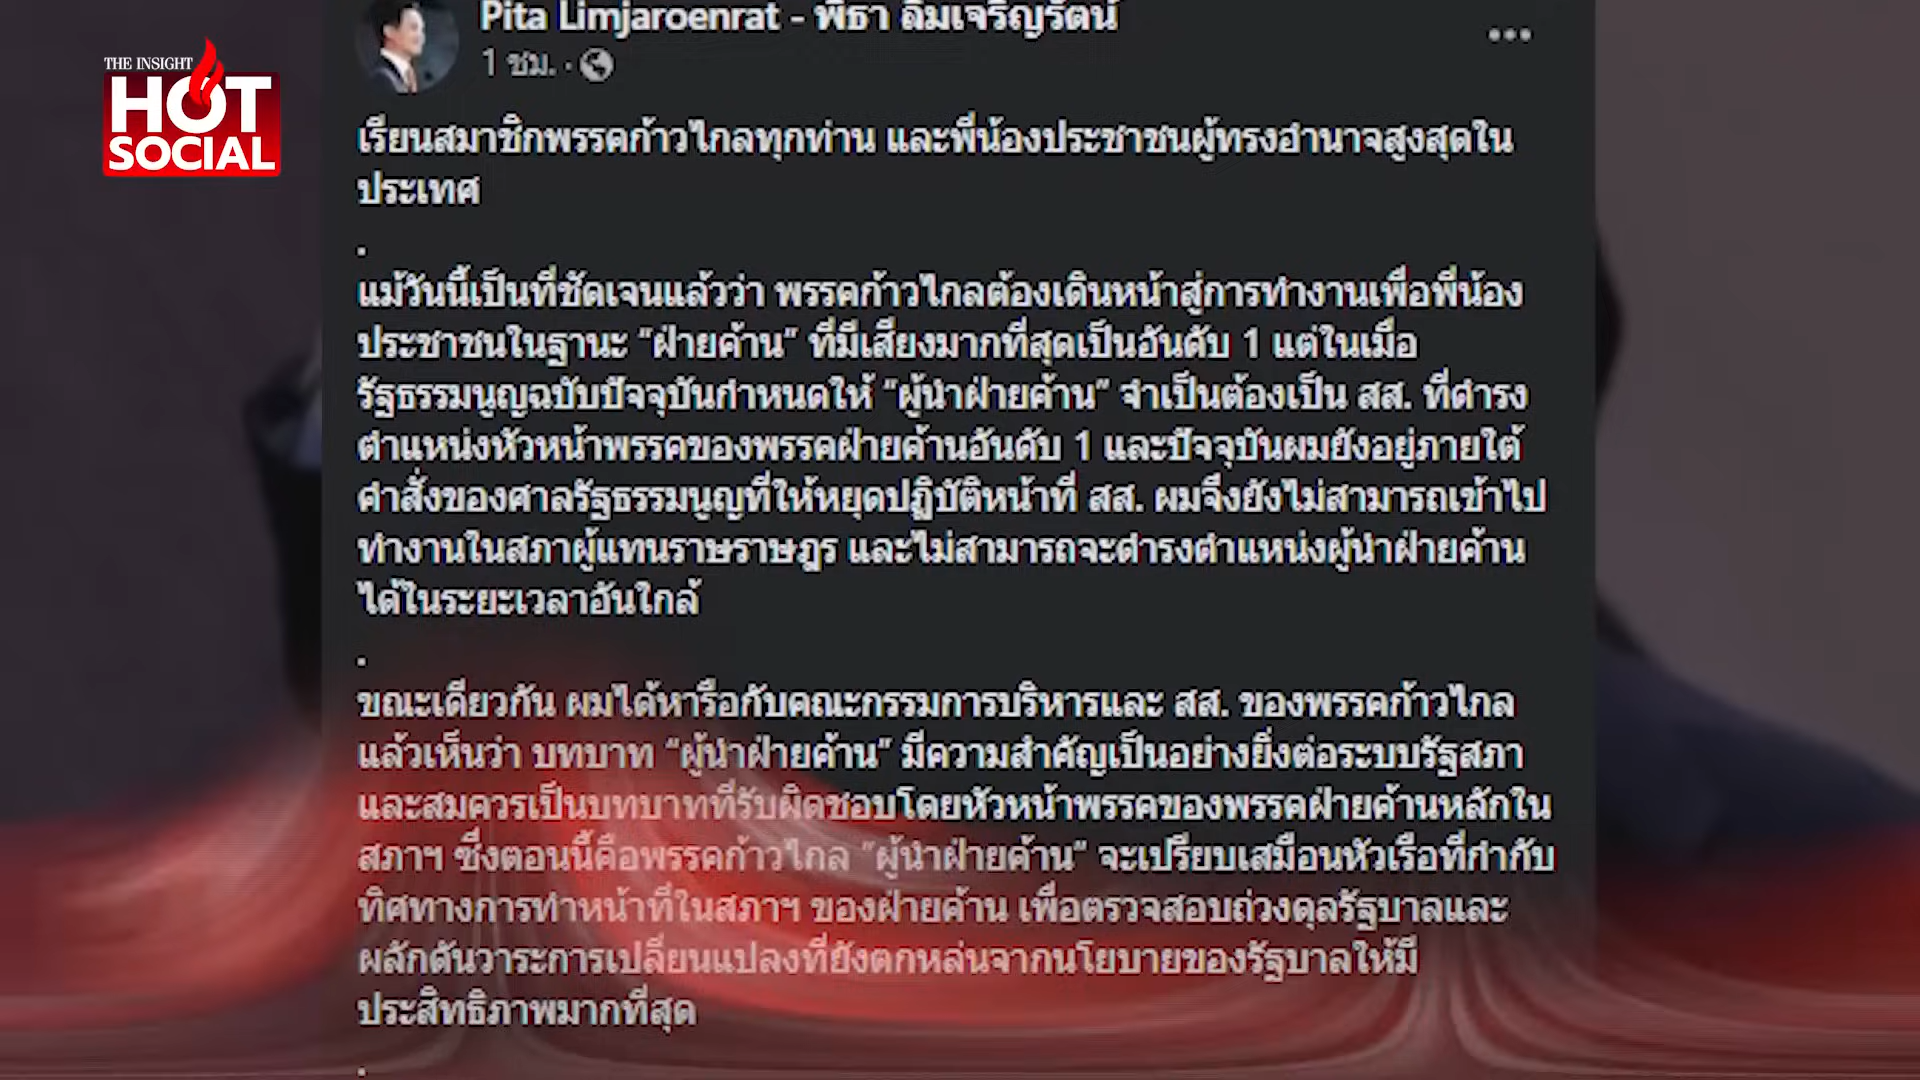 THE INSIGHT
HOT
SOCIAL
Pita Limjaroenrat - พิธา ลิ้มเจริญรัตน์
1 ชม. ·
เรียนสมาชิกพรรคก้าวไกลทุกท่าน และพี่น้องประชาชนผู้ทรงอำนาจสูงสุดใน
ประเทศ
.
แม้วันนี้เป็นที่ชัดเจนแล้วว่า พรรคก้าวไกลต้องเดินหน้าสู่การทำงานเพื่อพี่น้อง
ประชาชนในฐานะ “ฝ่ายค้าน” ที่มีเสียงมากที่สุดเป็นอันดับ 1 แต่ในเมื่อ
รัฐธรรมนูญฉบับปัจจุบันกำหนดให้ “ผู้นำฝ่ายค้าน” จำเป็นต้องเป็น สส. ที่ดำรง
ตำแหน่งหัวหน้าพรรคของพรรคฝ่ายค้านอันดับ 1 และปัจจุบันผมยังอยู่ภายใต้
คำสั่งของศาลรัฐธรรมนูญที่ให้หยุดปฏิบัติหน้าที่ สส. ผมจึงยังไม่สามารถเข้าไป
ทำงานในสภาผู้แทนราษราษฎร และไม่สามารถจะดำรงตำแหน่งผู้นำฝ่ายค้าน
ได้ในระยะเวลาอันใกล้
.
ขณะเดียวกัน ผมได้หารือกับคณะกรรมการบริหารและ สส. ของพรรคก้าวไกล
แล้วเห็นว่า บทบาท “ผู้นำฝ่ายค้าน” มีความสำคัญเป็นอย่างยิ่งต่อระบบรัฐสภา
และสมควรเป็นบทบาทที่รับผิดชอบโดยหัวหน้าพรรคของพรรคฝ่ายค้านหลักใน
สภาฯ ซึ่งตอนนี้คือพรรคก้าวไกล “ผู้นำฝ่ายค้าน” จะเปรียบเสมือนหัวเรือที่กำกับ
ทิศทางการทำหน้าที่ในสภาฯ ของฝ่ายค้าน เพื่อตรวจสอบถ่วงดุลรัฐบาลและ
ผลักดันวาระการเปลี่ยนแปลงที่ยังตกหล่นจากนโยบายของรัฐบาลให้มี
ประสิทธิภาพมากที่สุด
.